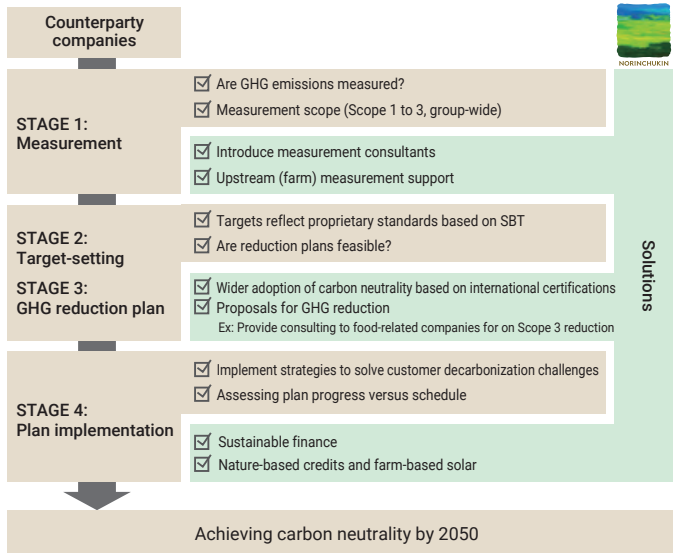 Counterparty
companies
NORINCHUKIN
STAGE 1:
Measurement
Are GHG emissions measured?
Measurement scope (Scope 1 to 3, group-wide)
Introduce measurement consultants
Upstream (farm) measurement support
STAGE 2:
Target-setting
STAGE 3:
GHG reduction plan
Targets reflect proprietary standards based on SBT
Are reduction plans feasible?
Wider adoption of carbon neutrality based on international certifications
Proposals for GHG reduction
Ex: Provide consulting to food-related companies for on Scope 3 reduction
STAGE 4:
Plan implementation
Implement strategies to solve customer decarbonization challenges
Assessing plan progress versus schedule
Sustainable finance
Nature-based credits and farm-based solar
Solutions
Achieving carbon neutrality by 2050